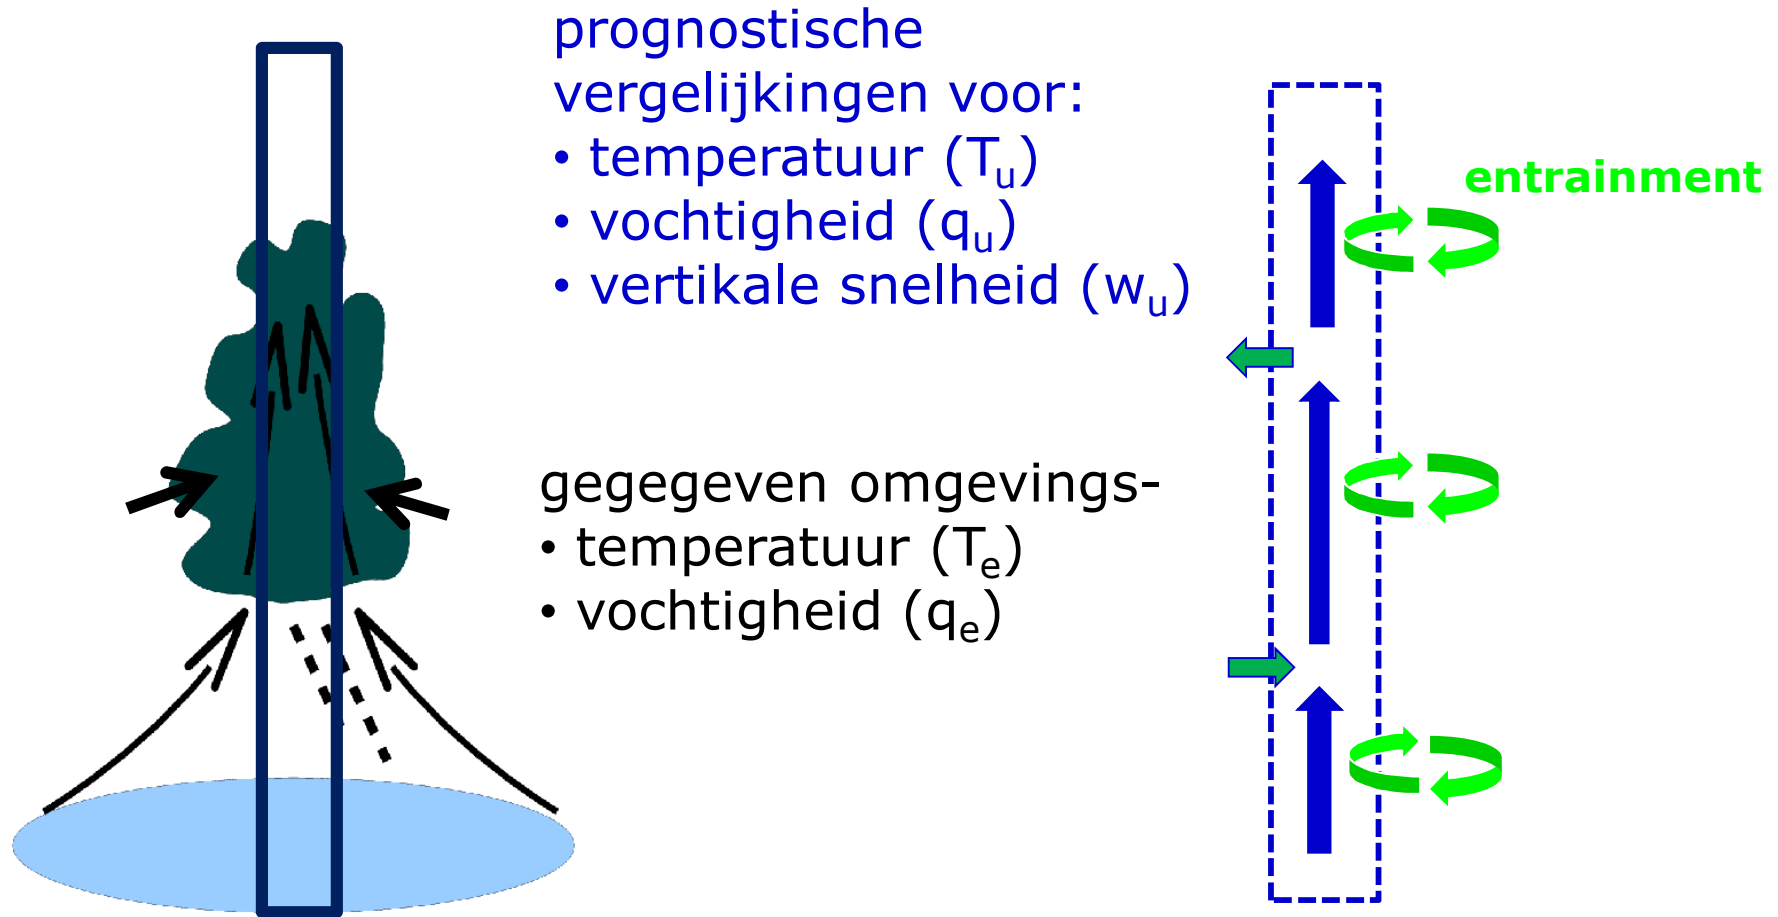 prognostische
vergelijkingen voor:
• temperatuur (Tᵤ)
• vochtigheid (qᵤ)
• vertikale snelheid (wᵤ)
entrainment
gegegeven omgevings-
• temperatuur (Tₑ)
• vochtigheid (qₑ)